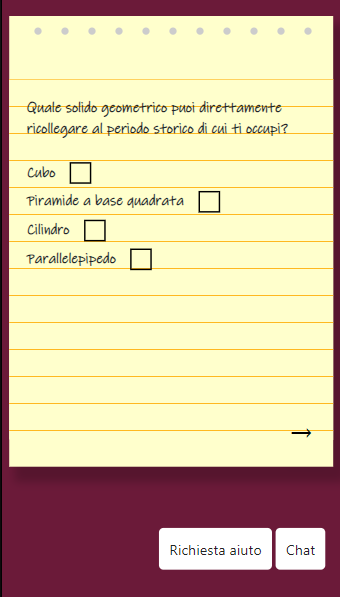 Quale solido geometrico puoi direttamente
ricollegare al periodo storico di cui ti occupi?
Cubo
Piramide a base quadrata
Cilindro
Parallelepipedo
→
Richiesta aiuto
Chat